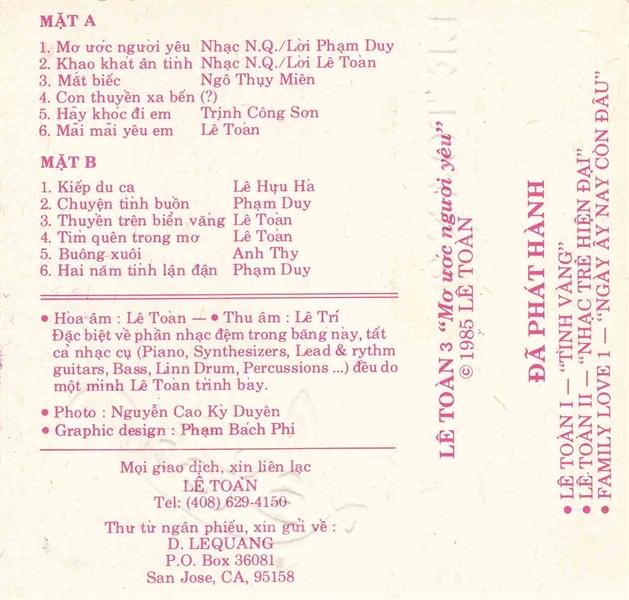 MẶT A
1. Mơ ước người yêu Nhạc N.Q./Lời Phạm Duy
2. Khao khát ân tình Nhạc N.Q./Lời Lê Toàn
3. Mắt biếc Ngô Thụy Miên
4. Con thuyền xa bến (?)
5. Hãy khóc đi em Trịnh Công Sơn
6. Mãi mãi yêu em Lê Toàn
MẶT B
1. Kiếp du ca Lê Hựu Hà
2. Chuyện tình buồn Phạm Duy
3. Thuyền trên biển vắng Lê Toàn
4. Tìm quên trong mơ Lê Toàn
5. Buông xuôi Anh Thy
6. Hai năm tình lận đận Phạm Duy
• Hòa âm : Lê Toàn — • Thu âm : Lê Trí
Đặc biệt về phần nhạc đệm trong băng này, tất
cả nhạc cụ (Piano, Synthesizers, Lead & rythm
guitars, Bass, Linn Drum, Percussions ...) đều do
một mình Lê Toàn trình bày.
• Photo : Nguyễn Cao Kỳ Duyên
• Graphic design : Phạm Bách Phi
Mọi giao dịch, xin liên lạc
LÊ TOÀN
Tel: (408) 629-4150
Thư từ ngân phiếu, xin gửi về :
D. LEQUANG
P.O. Box 36081
San Jose, CA, 95158
LÊ TOÀN 3 “Mơ ước người yêu”
© 1985 LÊ TOÀN
ĐÃ PHÁT HÀNH
• LÊ TOÀN I — “TÌNH VÀNG”
• LÊ TOÀN II — “NHẠC TRẺ HIỆN ĐẠI”
• FAMILY LOVE 1 — “NGÀY ẤY NAY CÒN ĐÂU”